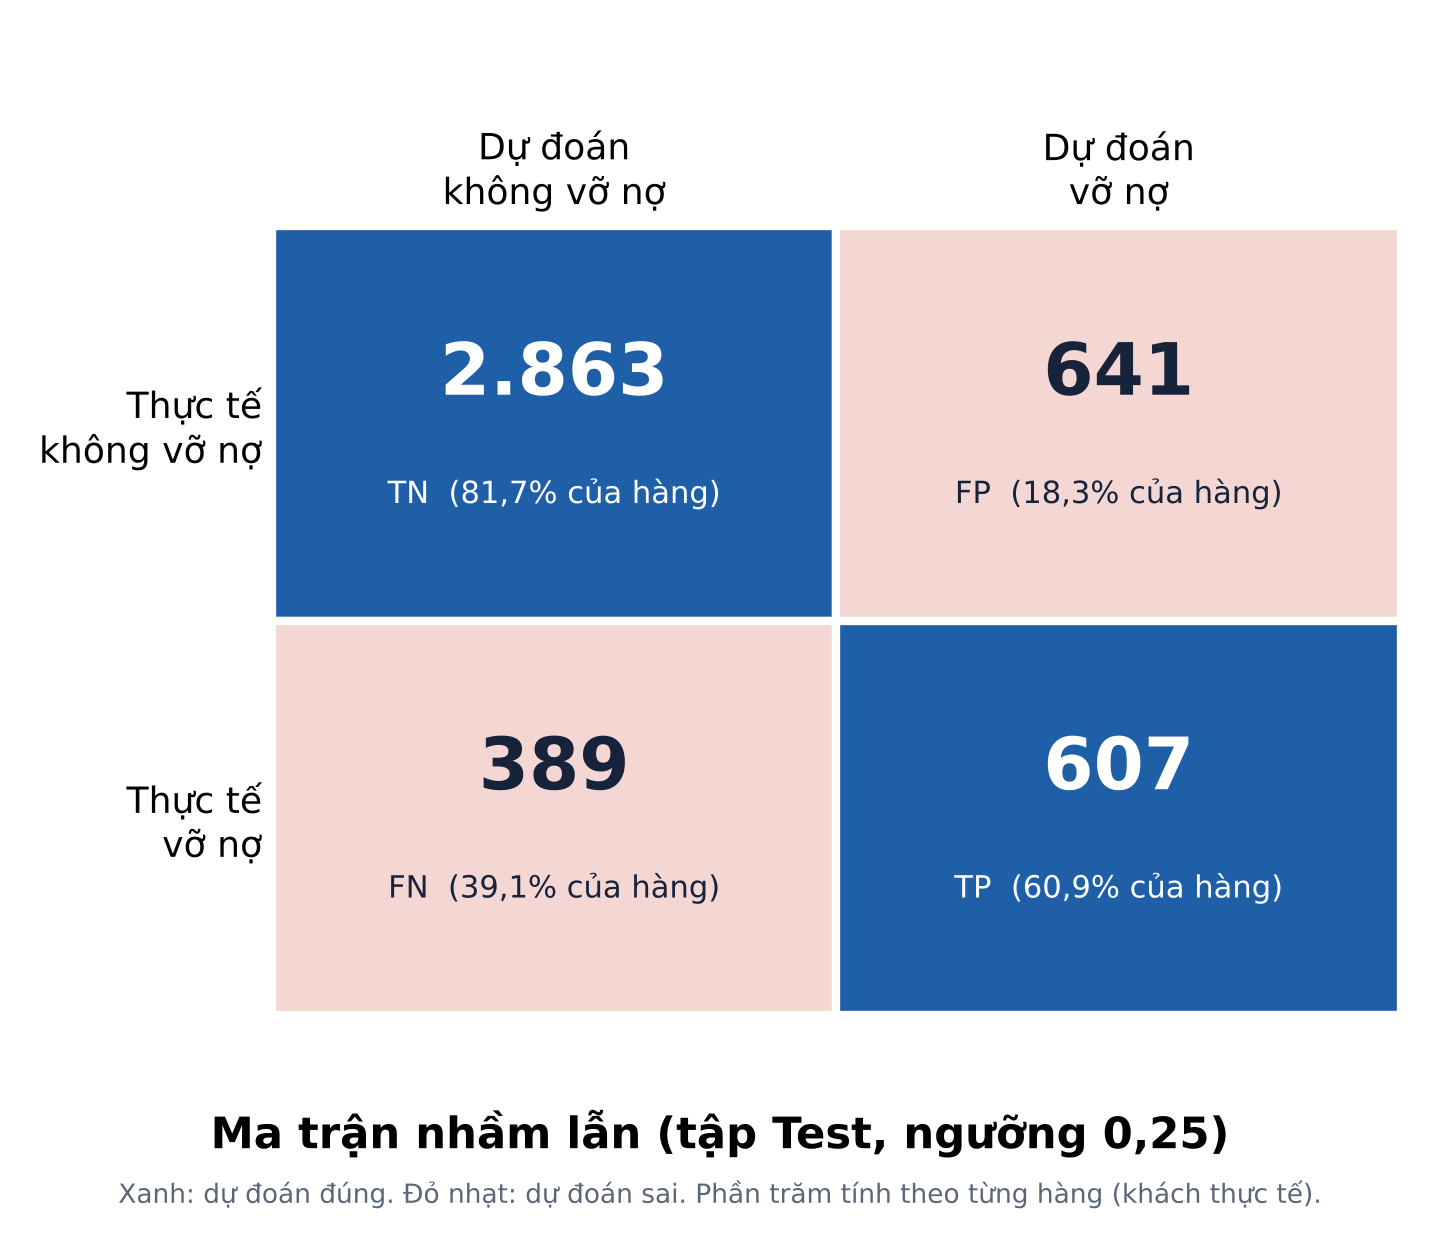 Dự đoán
không vỡ nợ
Dự đoán
vỡ nợ
Thực tế
không vỡ nợ
2.863
TN (81,7% của hàng)
641
FP (18,3% của hàng)
Thực tế
vỡ nợ
389
FN (39,1% của hàng)
607
TP (60,9% của hàng)
Ma trận nhầm lẫn (tập Test, ngưỡng 0,25)
Xanh: dự đoán đúng. Đỏ nhạt: dự đoán sai. Phần trăm tính theo từng hàng (khách thực tế).